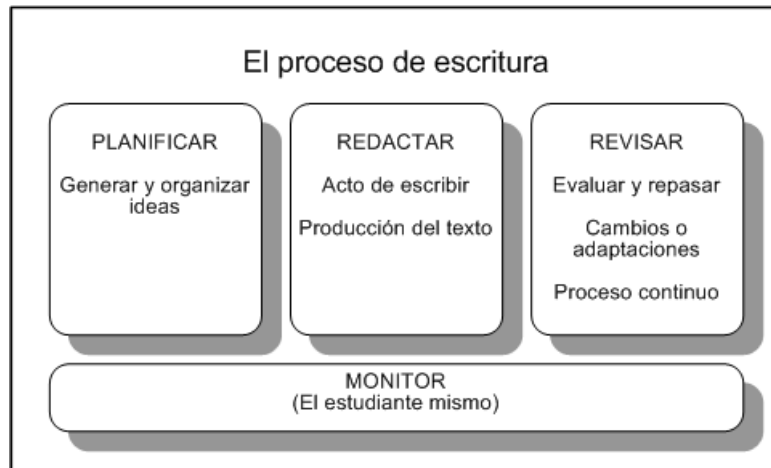 El proceso de escritura
PLANIFICAR
Generar y organizar
ideas
REDACTAR
Acto de escribir
Producción del texto
REVISAR
Evaluar y repasar
Cambios o
adaptaciones
Proceso continuo
MONITOR
(El estudiante mismo)